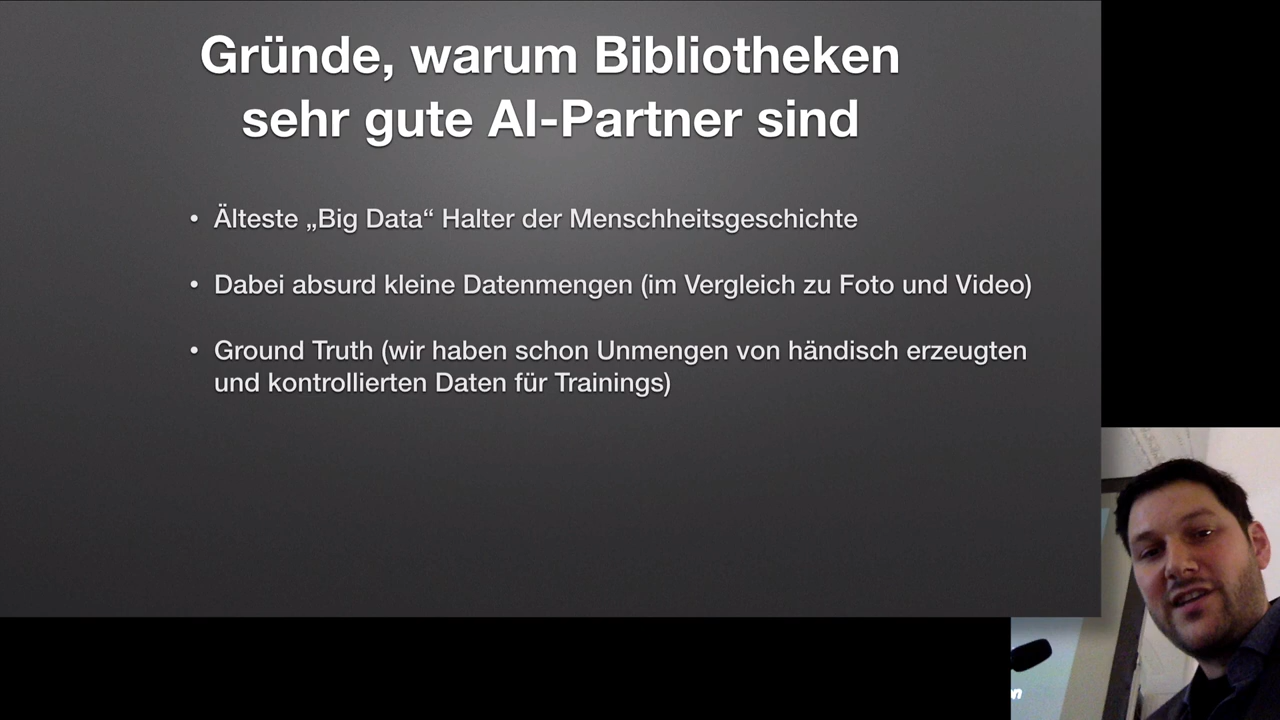 Gründe, warum Bibliotheken
sehr gute AI-Partner sind
• Älteste „Big Data“ Halter der Menschheitsgeschichte
• Dabei absurd kleine Datenmengen (im Vergleich zu Foto und Video)
• Ground Truth (wir haben schon Unmengen von händisch erzeugten
und kontrollierten Daten für Trainings)